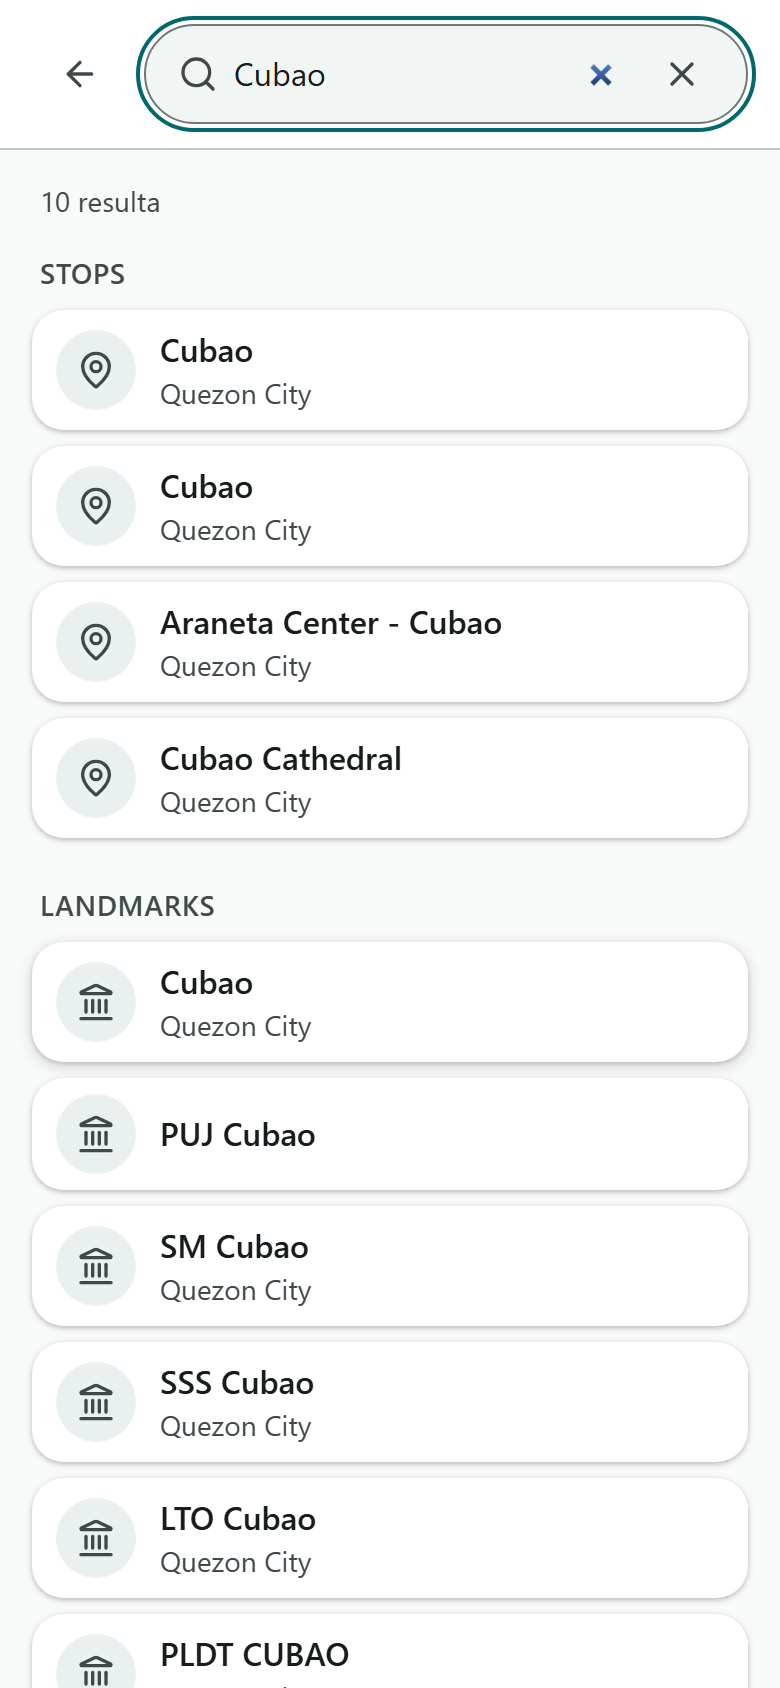 Cubao
10 resulta
STOPS
Cubao
Quezon City
Cubao
Quezon City
Araneta Center - Cubao
Quezon City
Cubao Cathedral
Quezon City
LANDMARKS
Cubao
Quezon City
PUJ Cubao
SM Cubao
Quezon City
SSS Cubao
Quezon City
LTO Cubao
Quezon City
PLDT CUBAO